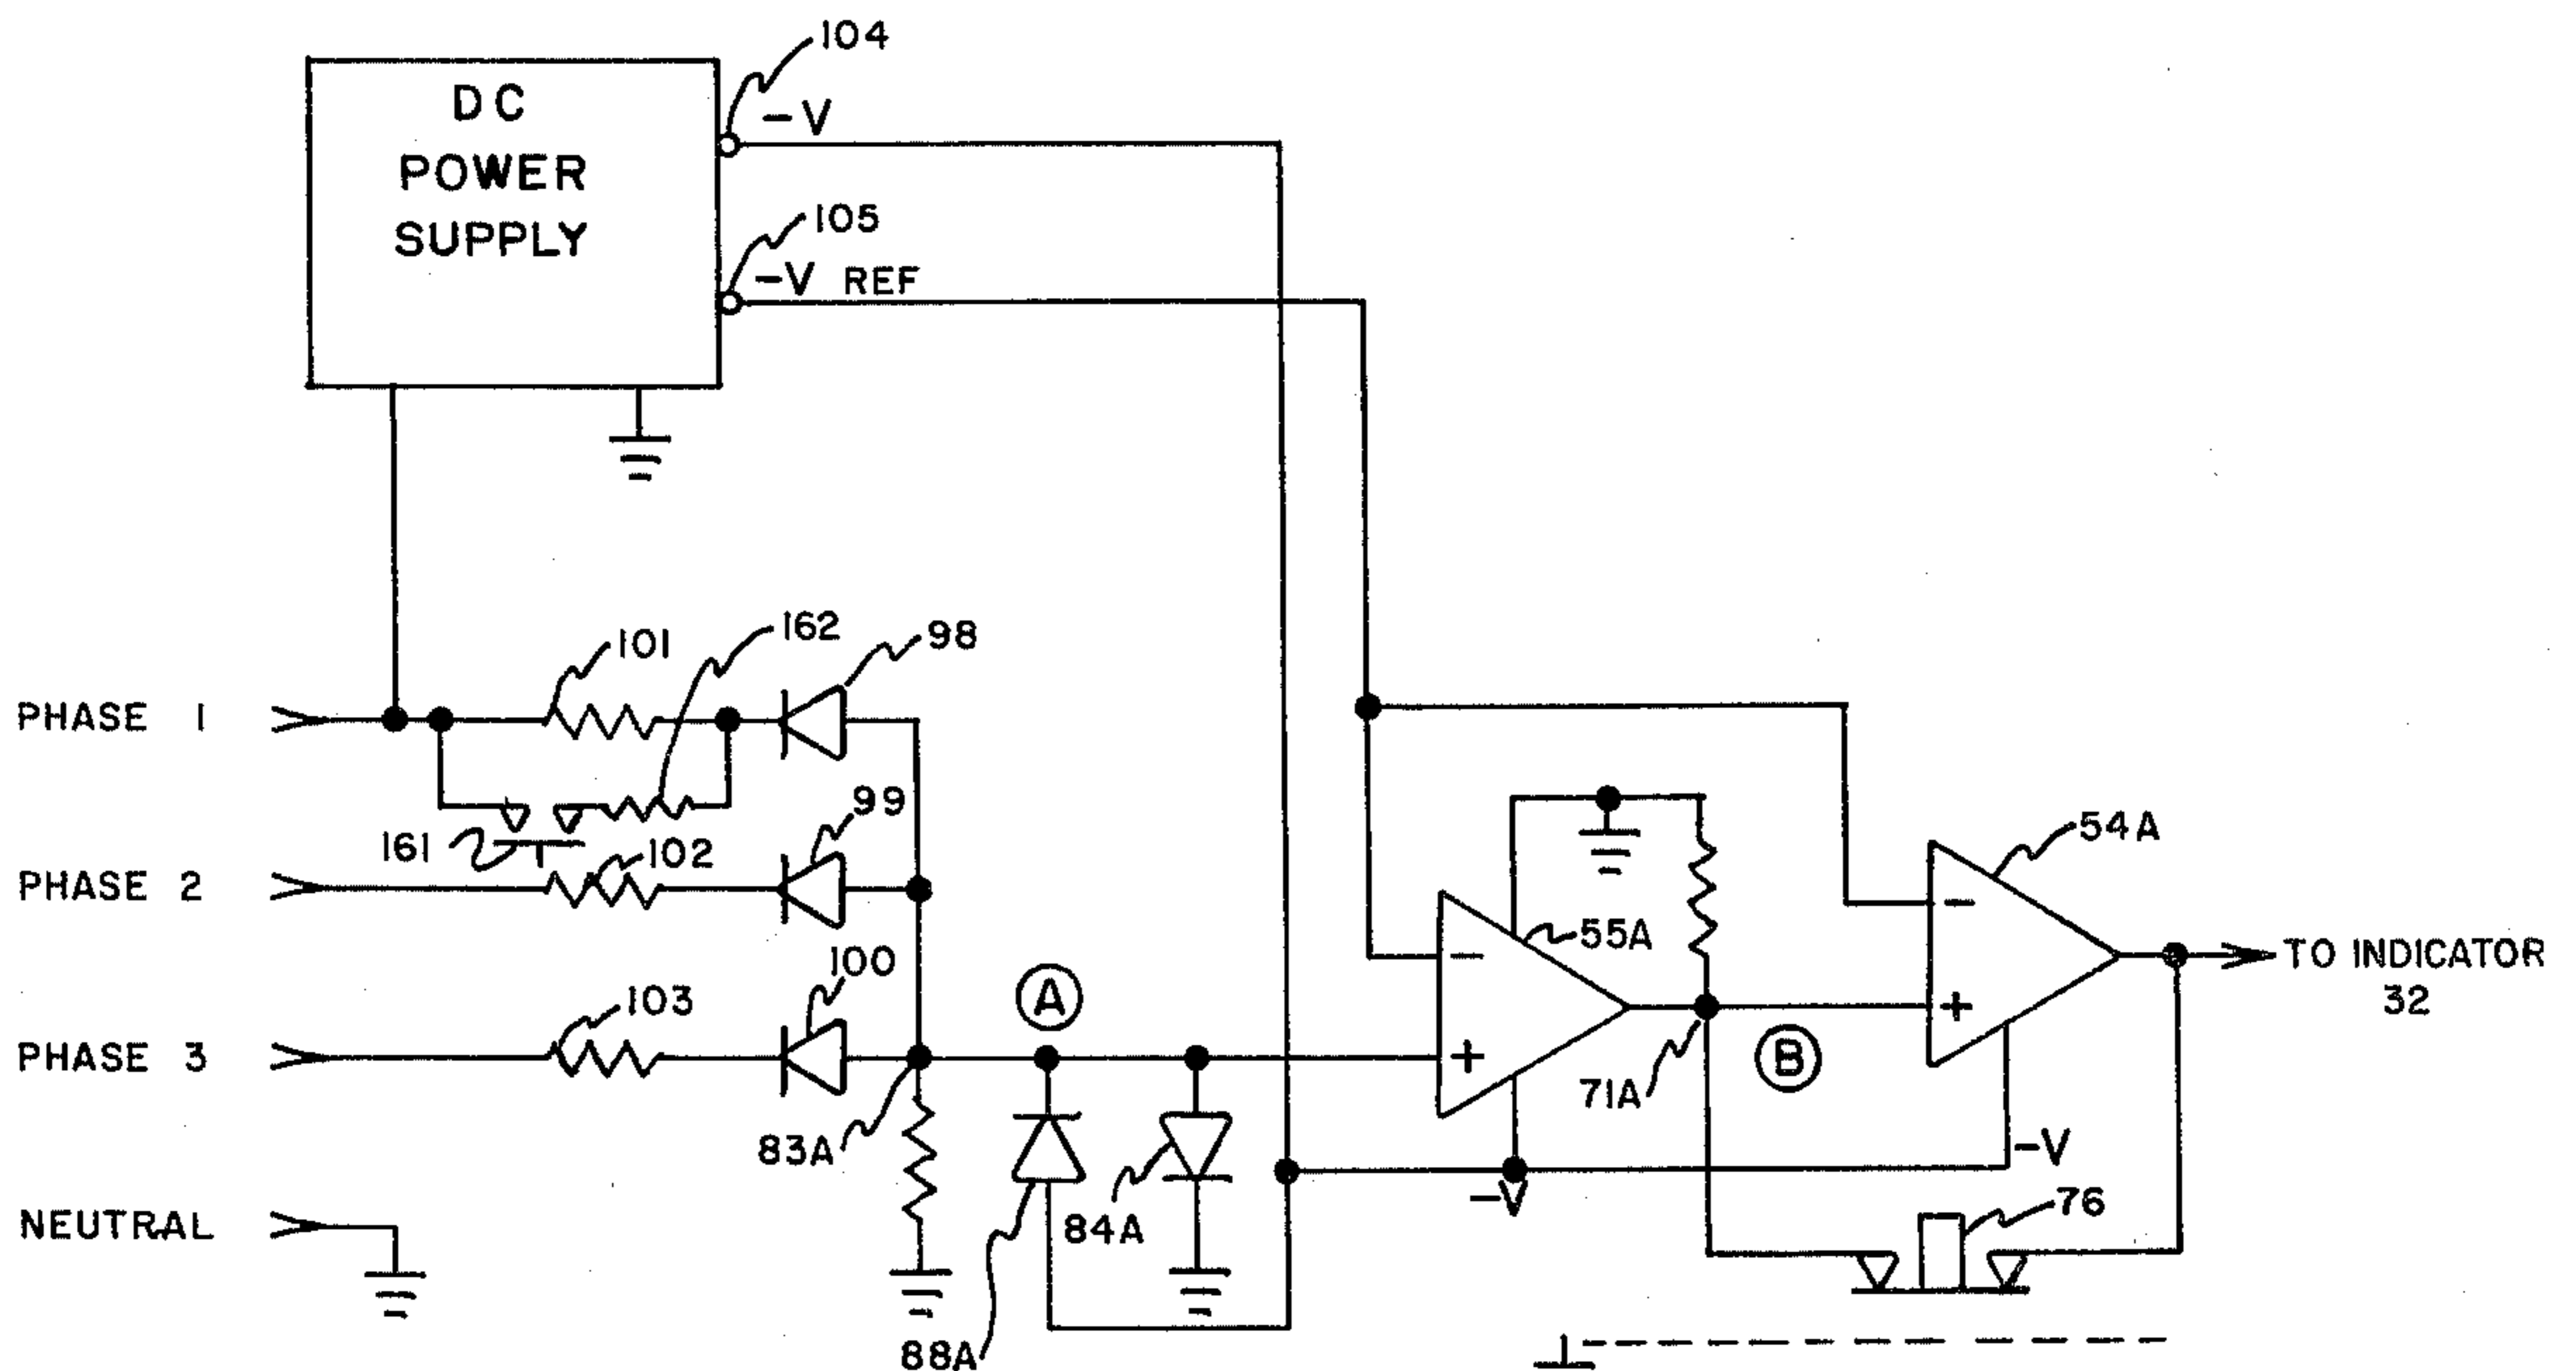 104
DC
POWER
SUPPLY
-V
105
-V REF
101
162
98
PHASE 1
99
161
102
PHASE 2
54A
55A
100
A
TO INDICATOR
32
103
PHASE 3
+
-
+
-
B
71A
83A
-V
-V
84A
76
NEUTRAL
88A